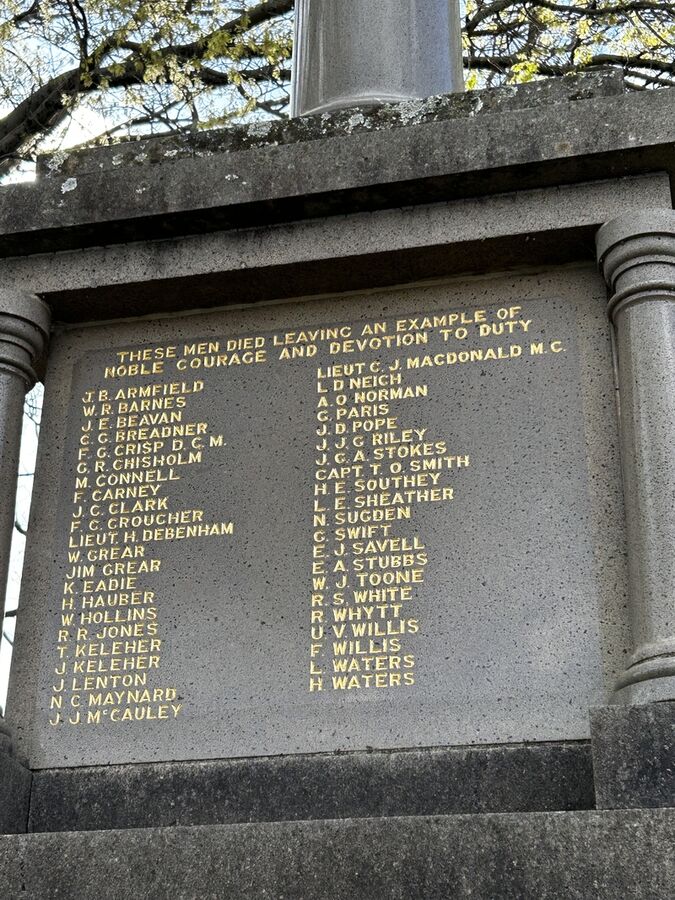 THESE MEN DIED LEAVING AN EXAMPLE OF
NOBLE COURAGE AND DEVOTION TO DUTY
J. B. ARMFIELD
W. R. BARNES
J. E. BEAVAN
C. G. BREADNER
F. G. CRISP D. C. M.
G. R. CHISHOLM
M. CONNELL
F. CARNEY
J. C. CLARK
F. G. CROUCHER
LIEUT. H. DEBENHAM
W. GREAR
JIM GREAR
K. EADIE
H. HAUBER
W. HOLLINS
R. R. JONES
T. KELEHER
J. KELEHER
J. LENTON
N. C. MAYNARD
J. J. McCAULEY
LIEUT C. J. MACDONALD M. C.
L. D NEICH
A. O. NORMAN
G. PARIS
J. D. POPE
J. J. G RILEY
J. G. A. STOKES
CAPT. T. O. SMITH
H. E. SOUTHEY
L. E. SHEATHER
N. SUGDEN
G. SWIFT
E. J. SAVELL
E. A. STUBBS
W. J. TOONE
R. S. WHITE
R. WHYTT
U. V. WILLIS
F. WILLIS
L. WATERS
H. WATERS